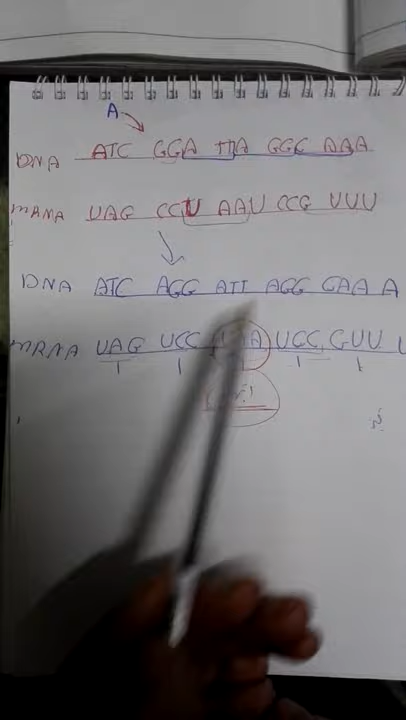 A
DNA ATC GGA TTA GGC AAA
mRNA UAG CCU AAU CCG UUU
DNA ATC AGG ATT AGG CAA A
mRNA UAG UCC A UCC GUU U